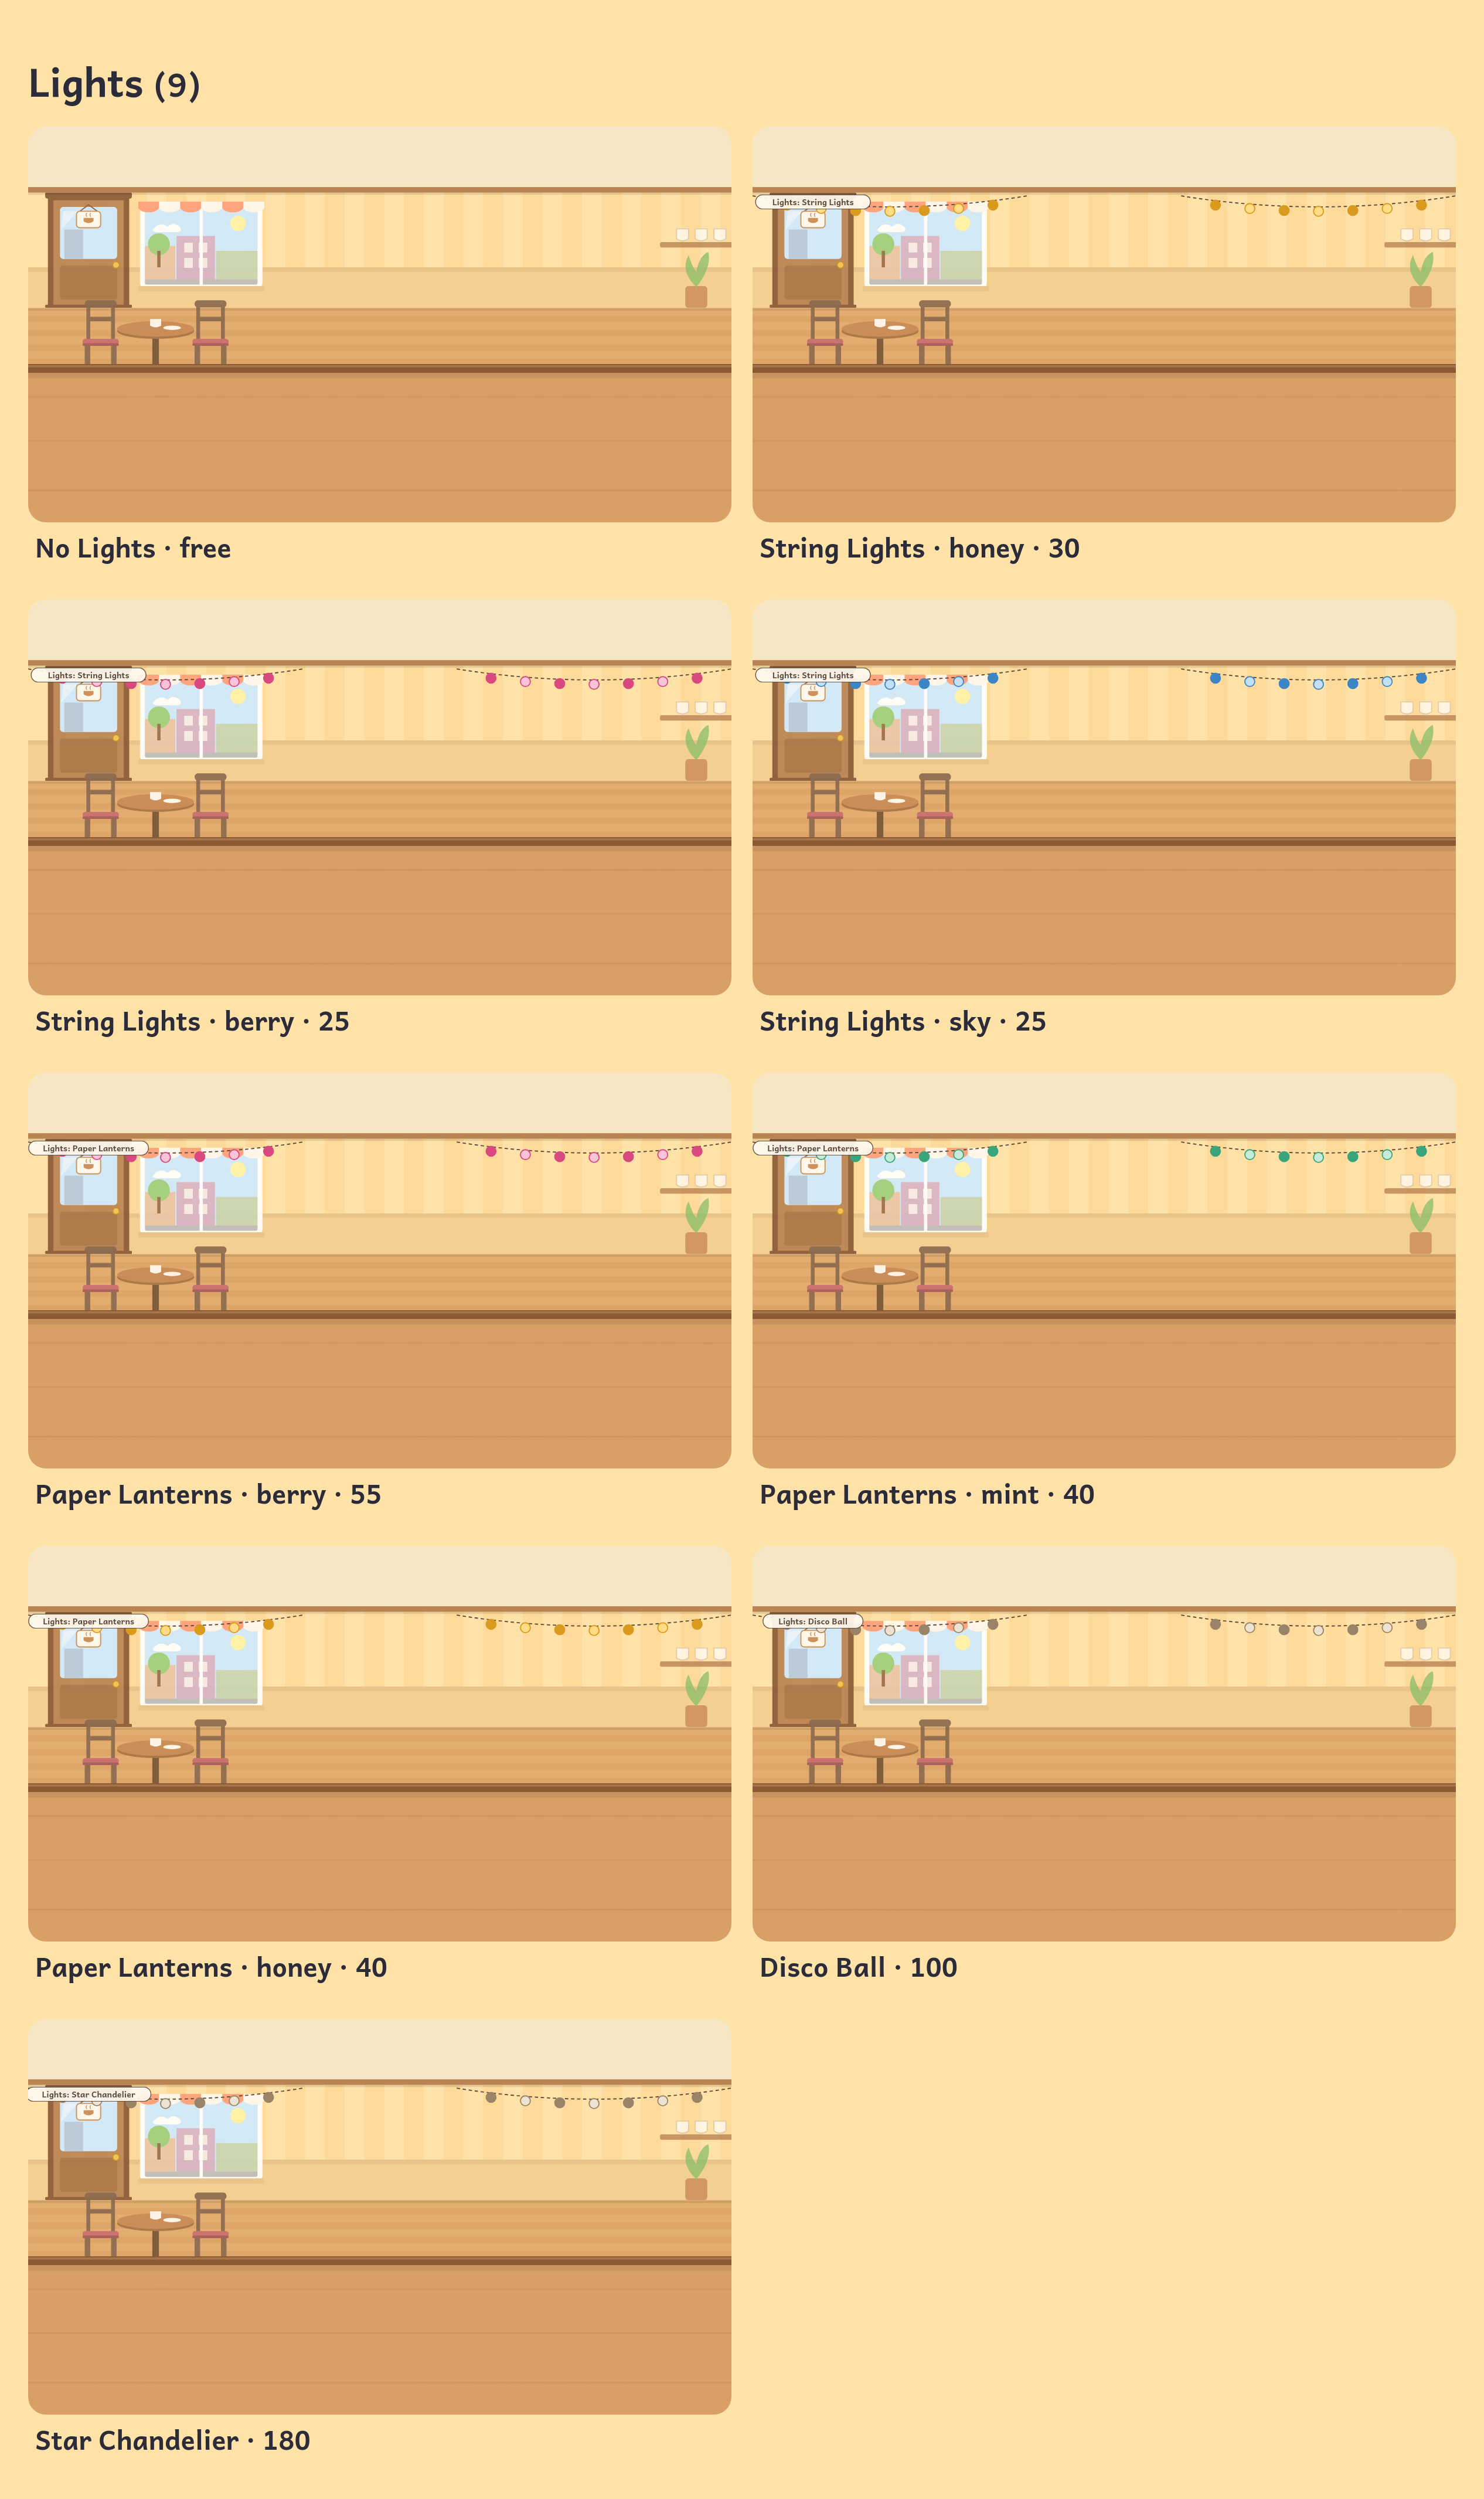 Lights (9)
No Lights · free
Lights: String Lights
String Lights · honey · 30
Lights: String Lights
String Lights · berry · 25
Lights: String Lights
String Lights · sky · 25
Lights: Paper Lanterns
Paper Lanterns · berry · 55
Lights: Paper Lanterns
Paper Lanterns · mint · 40
Lights: Paper Lanterns
Paper Lanterns · honey · 40
Lights: Disco Ball
Disco Ball · 100
Lights: Star Chandelier
Star Chandelier · 180